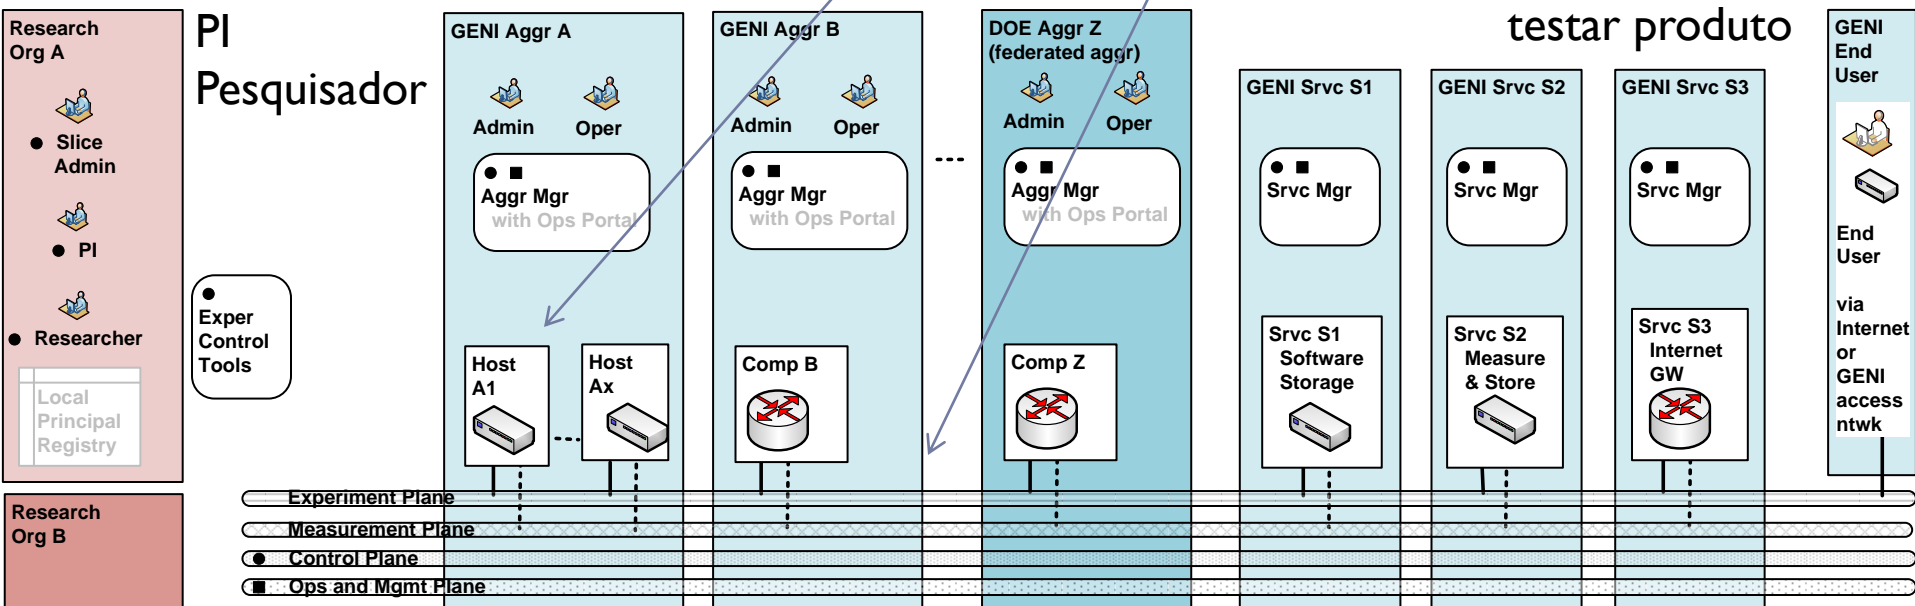 Research
Org A
Slice
Admin
PI
Researcher
Local
Principal
Registry
Research
Org B
PI
Pesquisador
Exper
Control
Tools
GENI Aggr A
Admin
Oper
Aggr Mgr
with Ops Portal
Host
A1
Host
Ax
GENI Aggr B
Admin
Oper
Aggr Mgr
with Ops Portal
Comp B
DOE Aggr Z
(federated aggr)
Admin
Oper
Aggr Mgr
with Ops Portal
Comp Z
testar produto
GENI Srvc S1
Srvc Mgr
Srvc S1
Software
Storage
GENI Srvc S2
Srvc Mgr
Srvc S2
Measure
& Store
GENI Srvc S3
Srvc Mgr
Srvc S3
Internet
GW
GENI
End
User
End
User
via
Internet
or
GENI
access
ntwk
Experiment Plane
Measurement Plane
Control Plane
Ops and Mgmt Plane